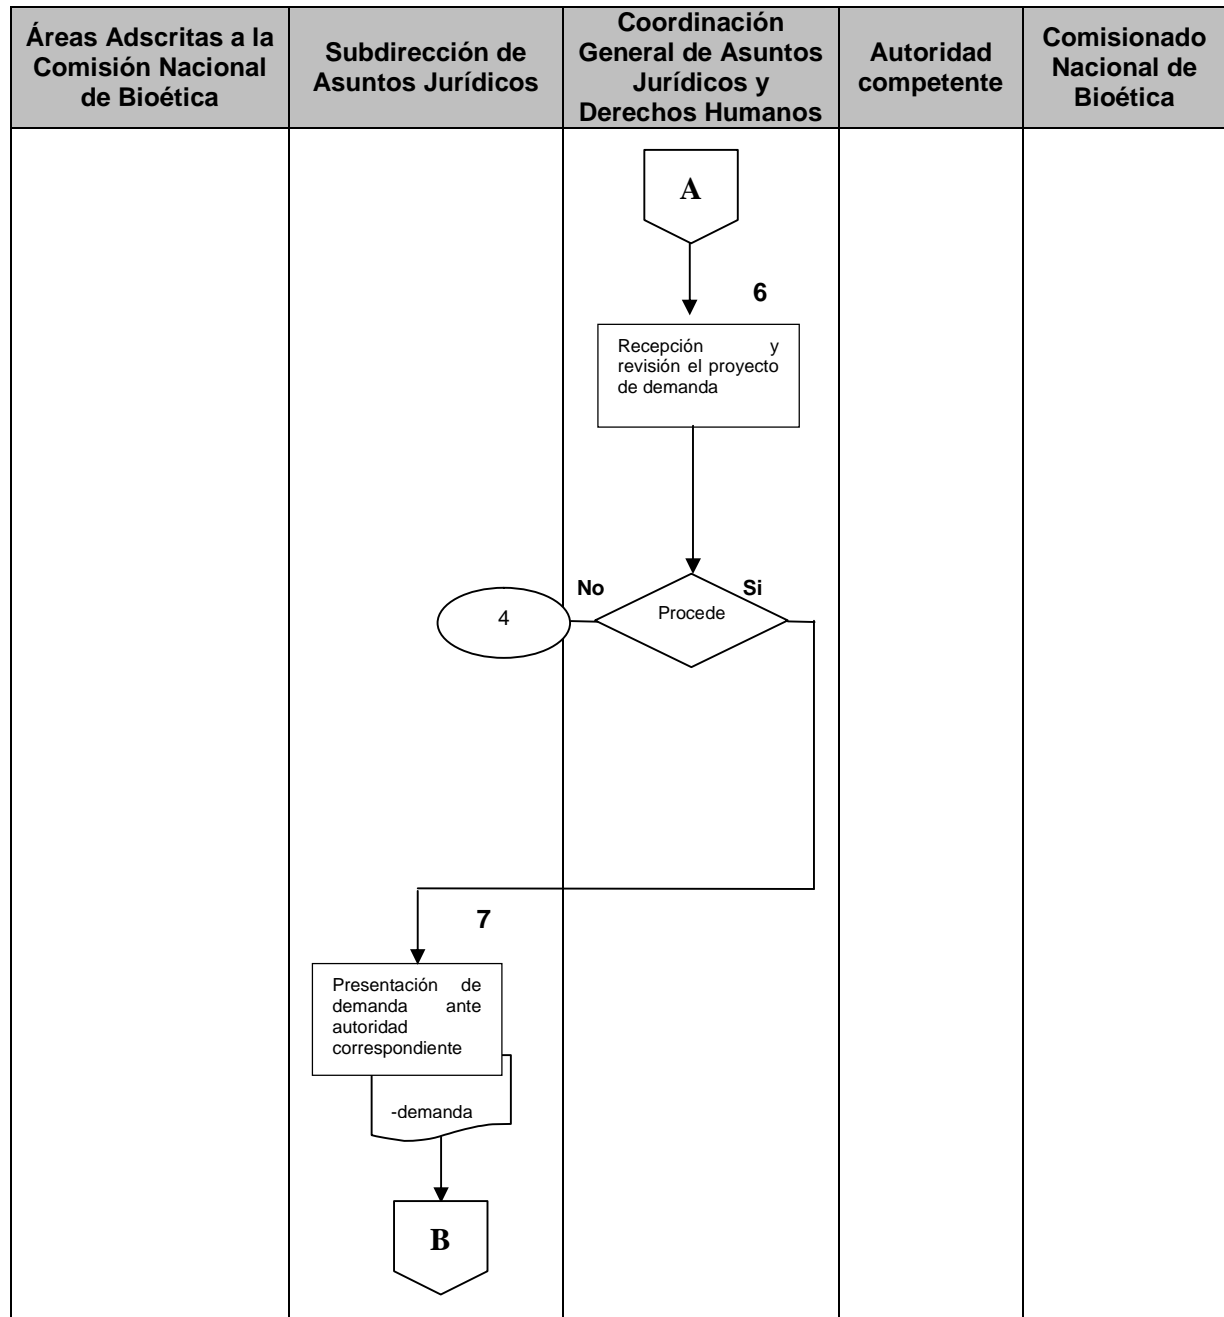 Áreas Adscritas a la
Comisión Nacional
de Bioética
Subdirección de
Asuntos Jurídicos
Coordinación
General de Asuntos
Jurídicos y
Derechos Humanos
Autoridad
competente
Comisionado
Nacional de
Bioética
A
6
Recepción y
revisión el proyecto
de demanda
No
Si
4
Procede
7
Presentación de
demanda ante
autoridad
correspondiente
-demanda
B